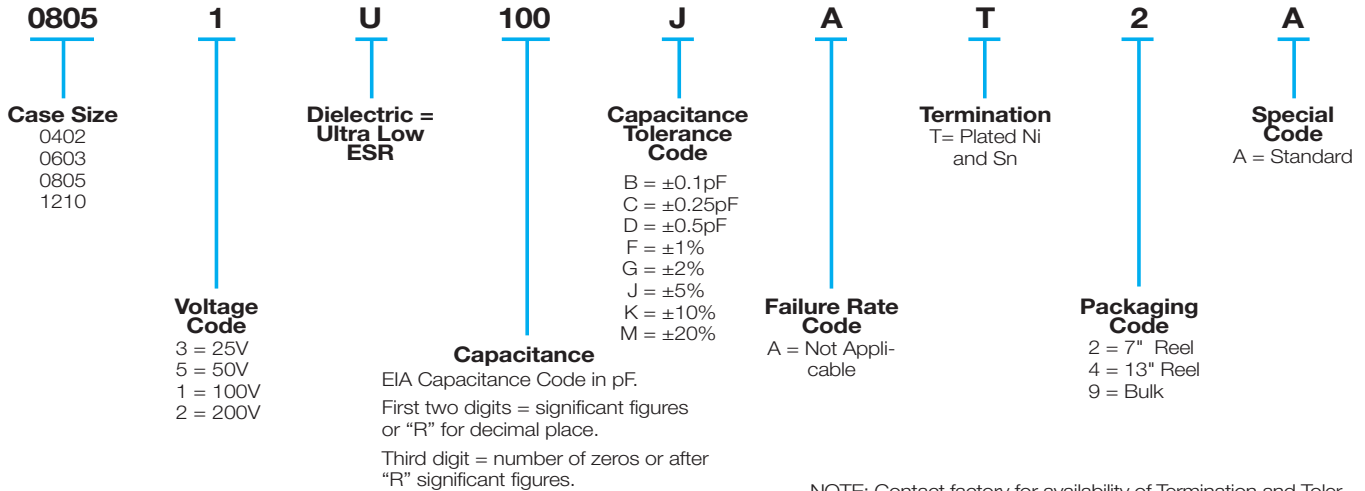 0805 1 U 100 J A T 2 A
Case Size
0402
0603
0805
1210
Voltage
Code
3 = 25V
5 = 50V
1 = 100V
2 = 200V
Dielectric =
Ultra Low
ESR
Capacitance
EIA Capacitance Code in pF.
First two digits = significant figures
or “R” for decimal place.
Third digit = number of zeros or after
“R” significant figures.
Capacitance
Tolerance
Code
B = ±0.1pF
C = ±0.25pF
D = ±0.5pF
F = ±1%
G = ±2%
J = ±5%
K = ±10%
M = ±20%
Failure Rate
Code
A = Not Appli-
cable
Termination
T= Plated Ni
and Sn
Packaging
Code
2 = 7" Reel
4 = 13" Reel
9 = Bulk
Special
Code
A = Standard
NOTE: Contact factory for availability of Termination and Toler-